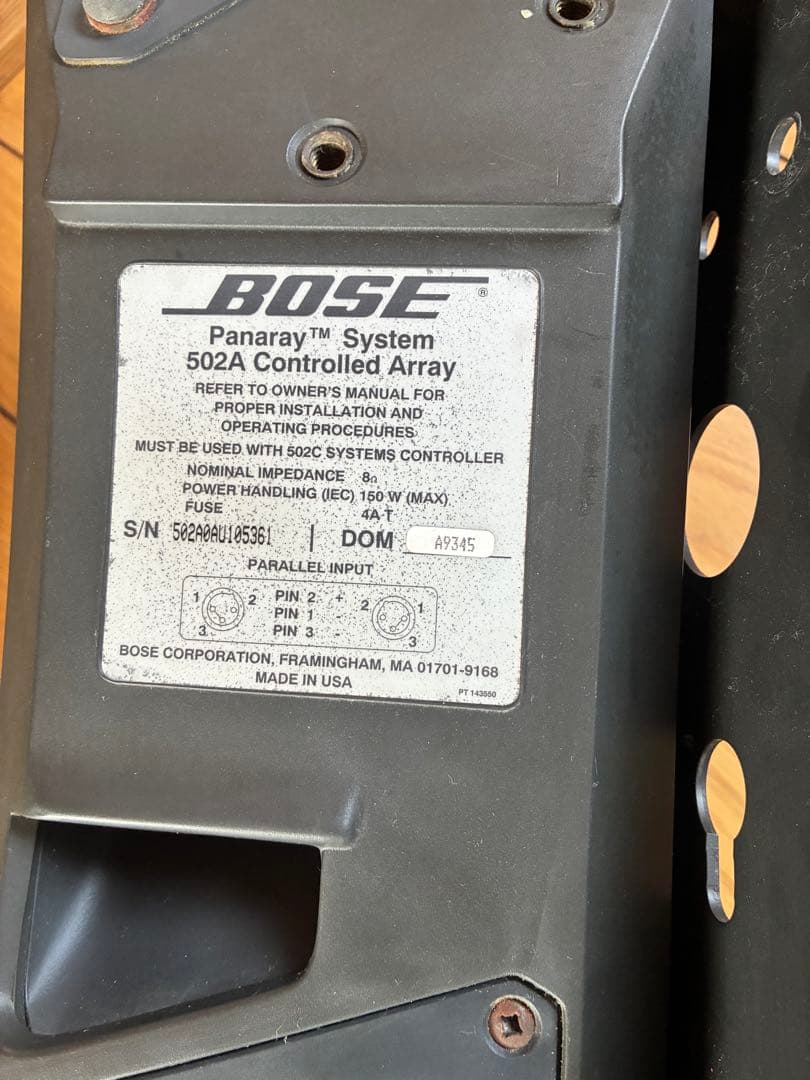 BOSE®
Panaray™ System
502A Controlled Array
REFER TO OWNER'S MANUAL FOR
PROPER INSTALLATION AND
OPERATING PROCEDURES
MUST BE USED WITH 502C SYSTEMS CONTROLLER
NOMINAL IMPEDANCE 8Ω
POWER HANDLING (IEC) 150 W (MAX)
FUSE 4A T
S/N 502A0AU105361 | DOM A9345
PARALLEL INPUT
1 2 PIN 2 + 2 1
PIN 1 -
3 PIN 3 - 3
BOSE CORPORATION, FRAMINGHAM, MA 01701-9168
MADE IN USA
PT 143550